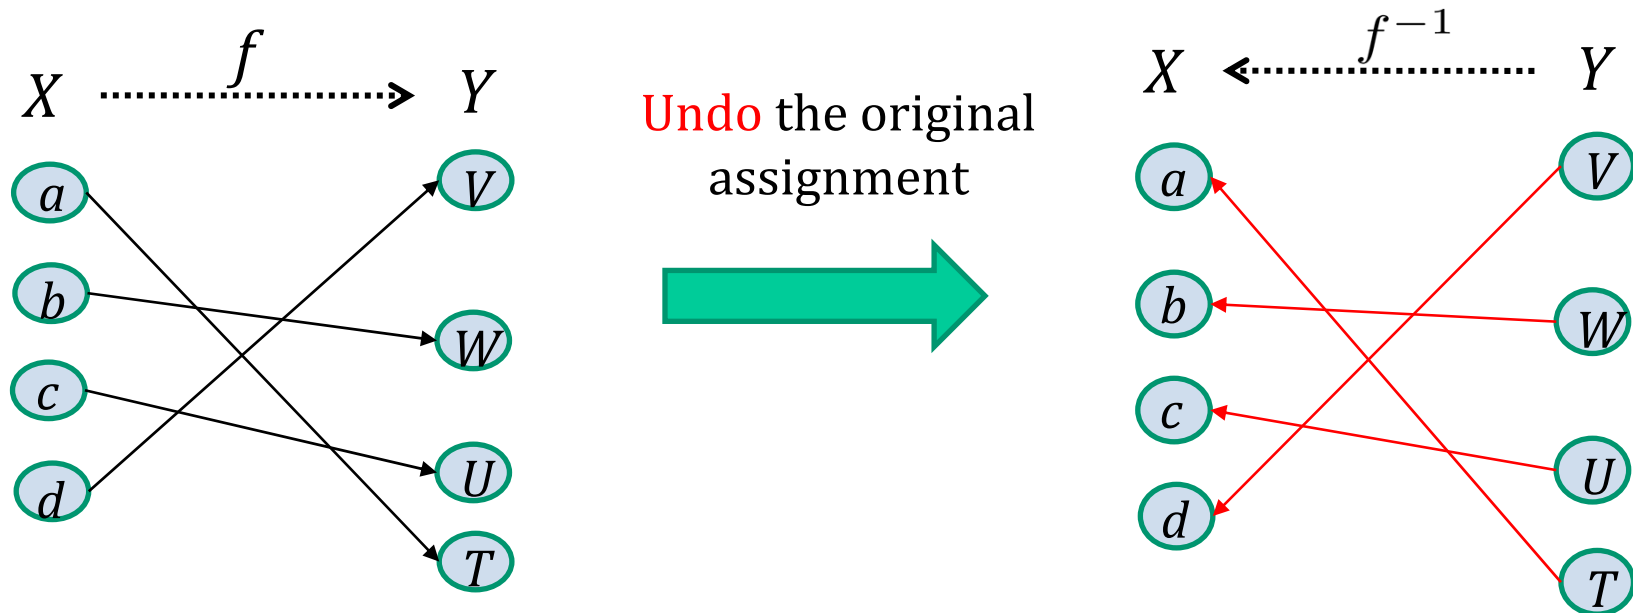 X f Y
a
b
c
d
V
W
U
T
Undo the original
assignment
X f⁻¹ Y
a
b
c
d
V
W
U
T